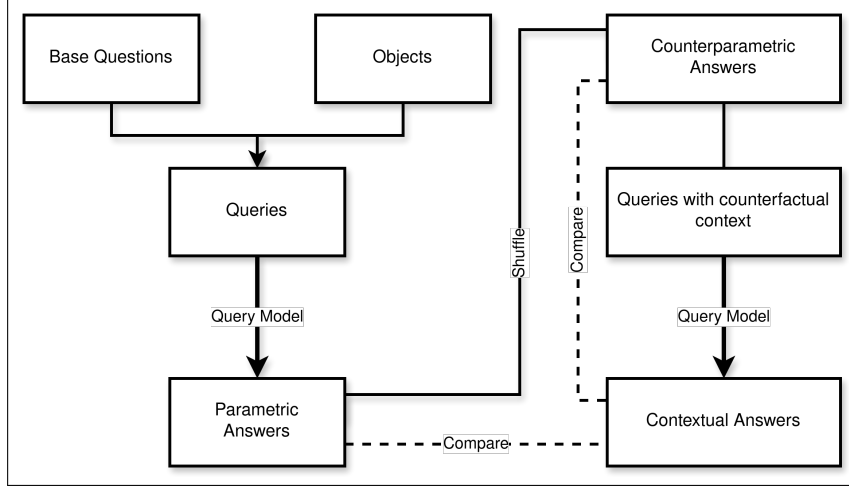 Base Questions
Objects
Counterparametric
Answers
Queries
Queries with counterfactual
context
Shuffle
Compare
Query Model
Query Model
Parametric
Answers
Contextual Answers
Compare